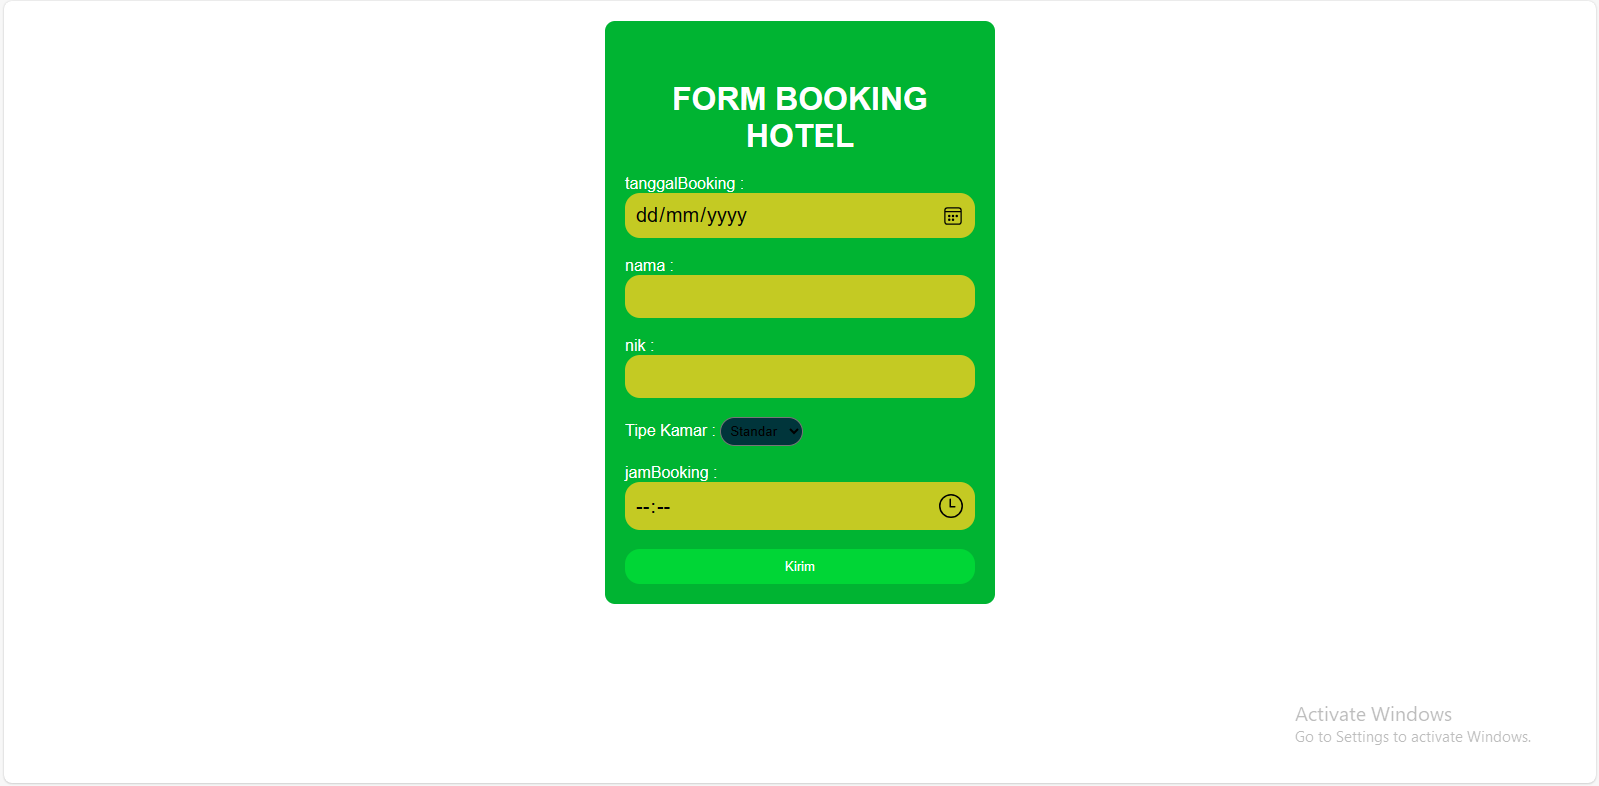 FORM BOOKING
HOTEL
tanggalBooking :
dd/mm/yyyy
nama :
nik :
Tipe Kamar : Standar
jamBooking :
--:--
Kirim
Activate Windows
Go to Settings to activate Windows.